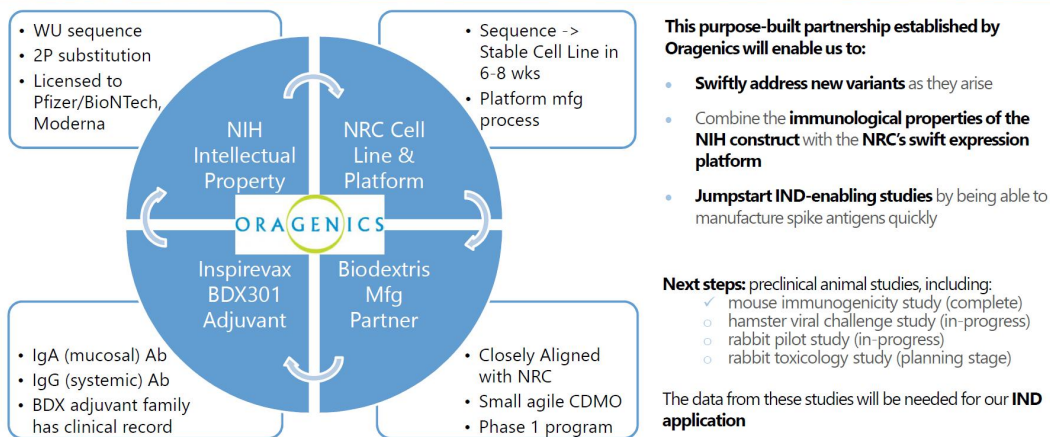 • WU sequence
• 2P substitution
• Licensed to
Pfizer/BioNTech,
Moderna
• Sequence ->
Stable Cell Line in
6-8 wks
• Platform mfg
process
NIH
Intellectual
Property
NRC Cell
Line &
Platform
ORAGENICS
Inspirevax
BDX301
Adjuvant
Biodextris
Mfg
Partner
• IgA (mucosal) Ab
• IgG (systemic) Ab
• BDX adjuvant family
has clinical record
• Closely Aligned
with NRC
• Small agile CDMO
• Phase 1 program
This purpose-built partnership established by
Oragenics will enable us to:
• Swiftly address new variants as they arise
• Combine the immunological properties of the
NIH construct with the NRC's swift expression
platform
• Jumpstart IND-enabling studies by being able to
manufacture spike antigens quickly
Next steps: preclinical animal studies, including:
✓ mouse immunogenicity study (complete)
○ hamster viral challenge study (in-progress)
○ rabbit pilot study (in-progress)
○ rabbit toxicology study (planning stage)
The data from these studies will be needed for our IND
application